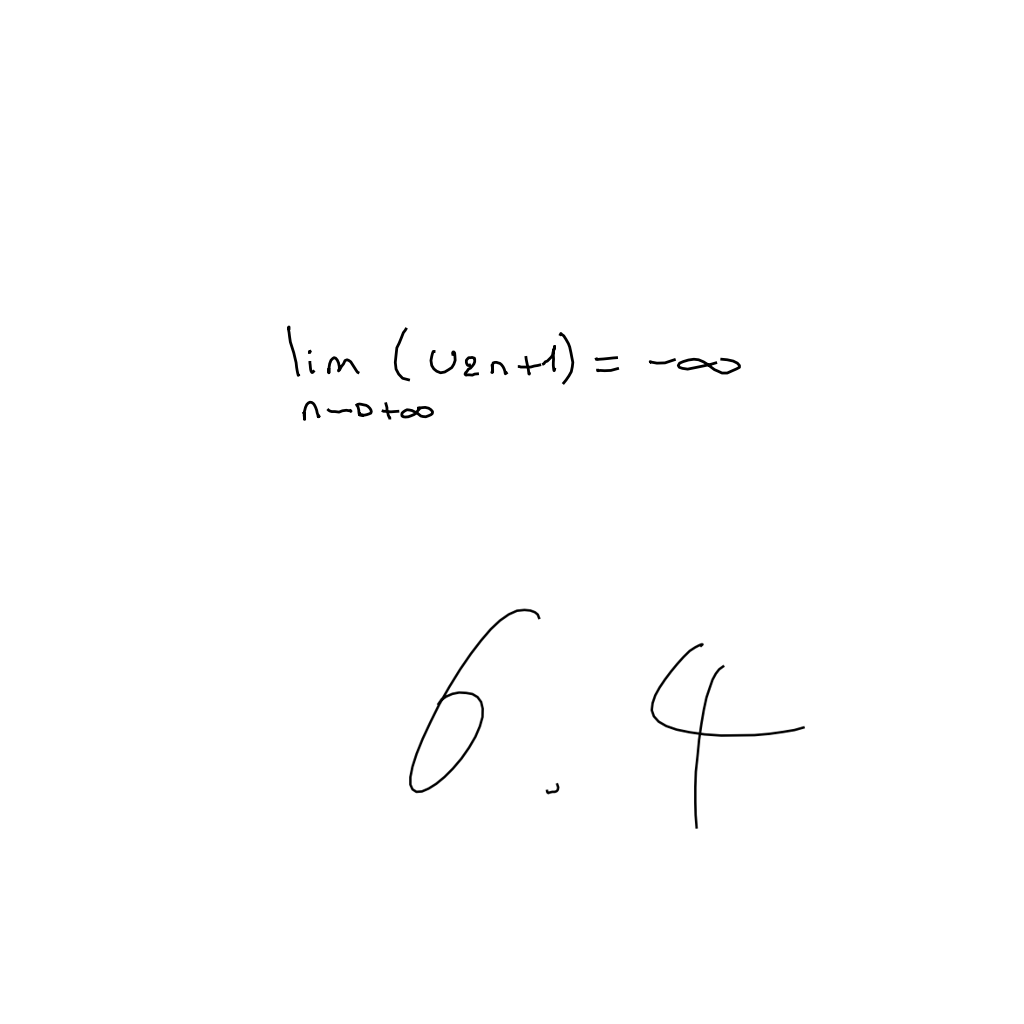 lim (U2n+1) = -∞
n→+∞
6.4